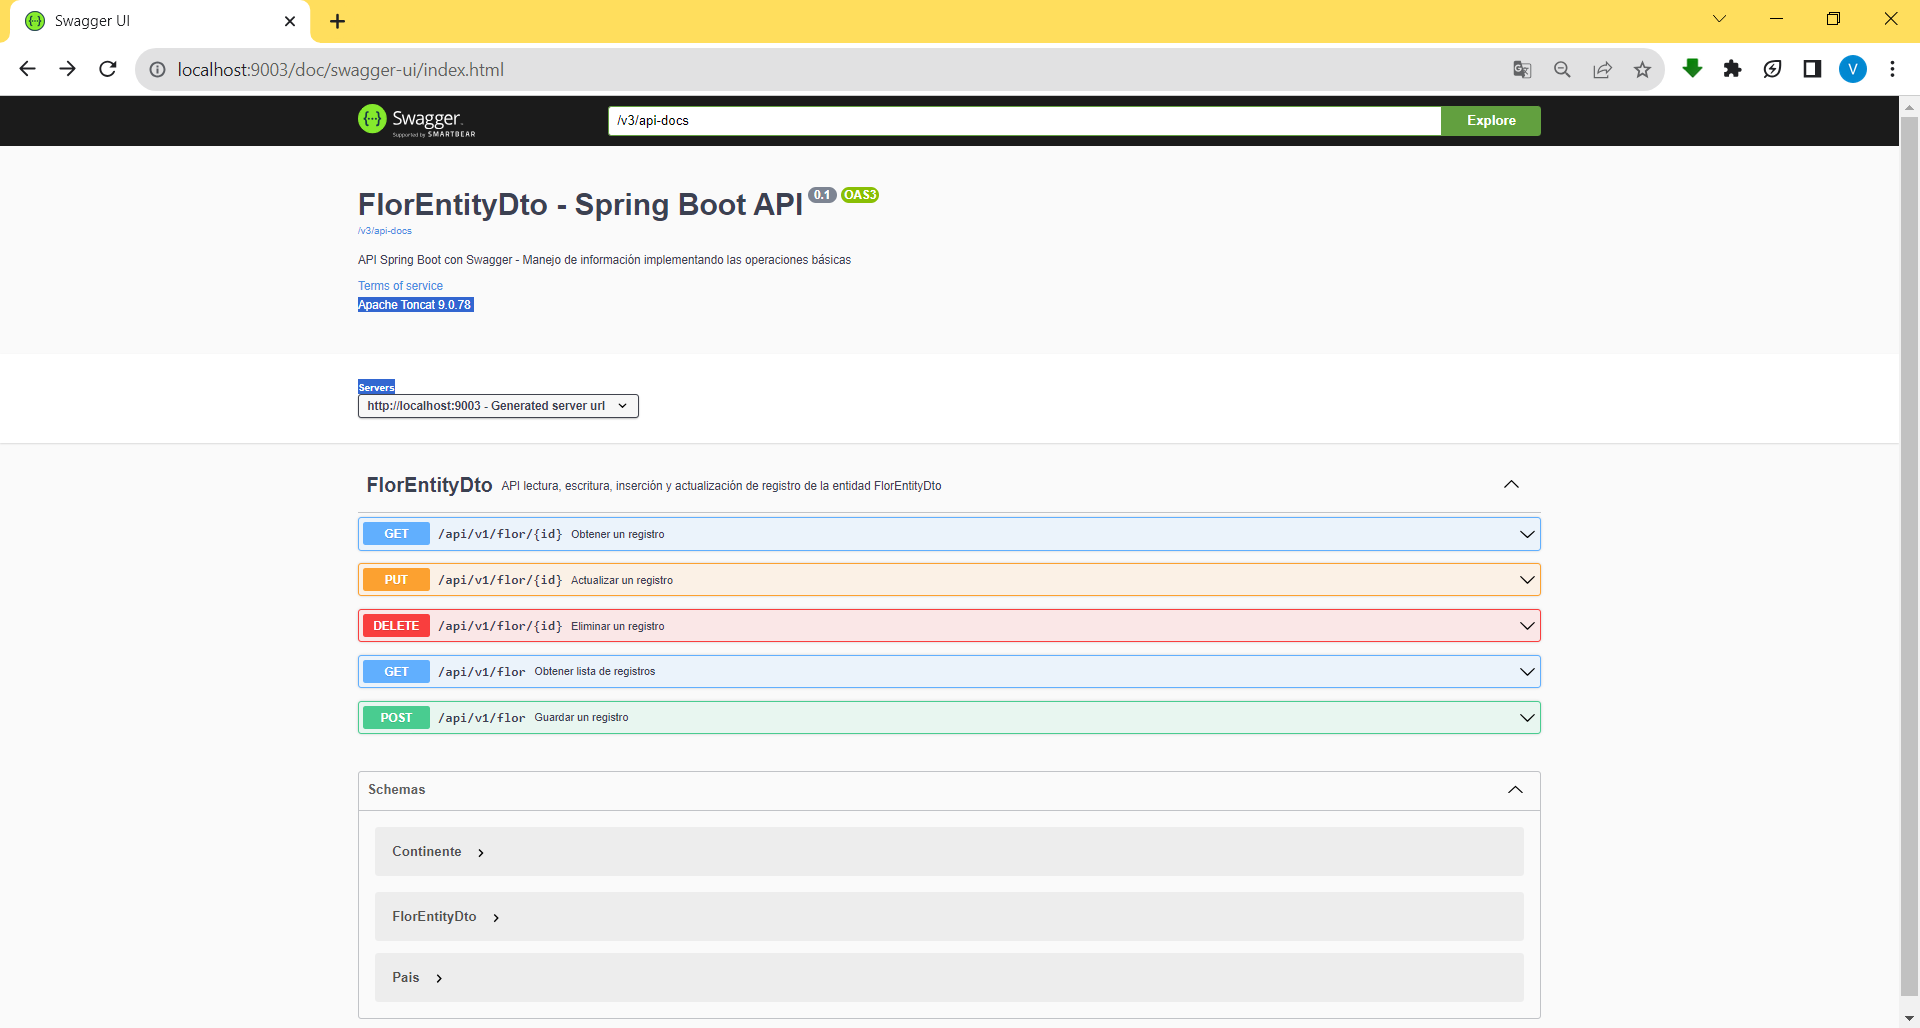 Swagger UI
localhost:9003/doc/swagger-ui/index.html
V
Swagger.
Supported by SMARTBEAR
/v3/api-docs
Explore
FlorEntityDto - Spring Boot API 0.1 OAS3
/v3/api-docs
API Spring Boot con Swagger - Manejo de información implementando las operaciones básicas
Terms of service
Apache Toncat 9.0.78
Servers
http://localhost:9003 - Generated server url
FlorEntityDto API lectura, escritura, inserción y actualización de registro de la entidad FlorEntityDto
GET /api/v1/flor/{id} Obtener un registro
PUT /api/v1/flor/{id} Actualizar un registro
DELETE /api/v1/flor/{id} Eliminar un registro
GET /api/v1/flor Obtener lista de registros
POST /api/v1/flor Guardar un registro
Schemas
Continente
FlorEntityDto
Pais